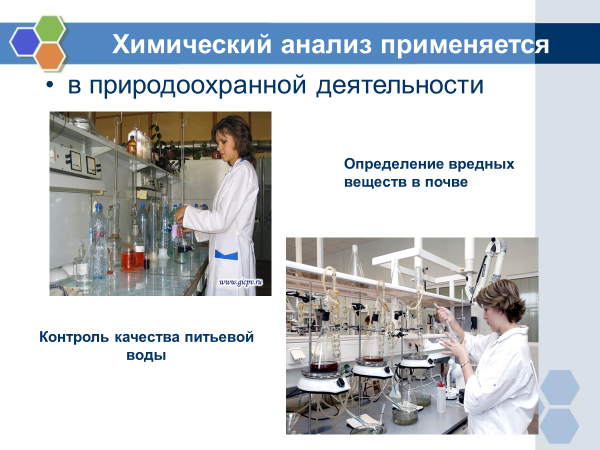 Химический анализ применяется
• в природоохранной деятельности
Определение вредных
веществ в почве
www.gicpv.ru
Контроль качества питьевой
воды